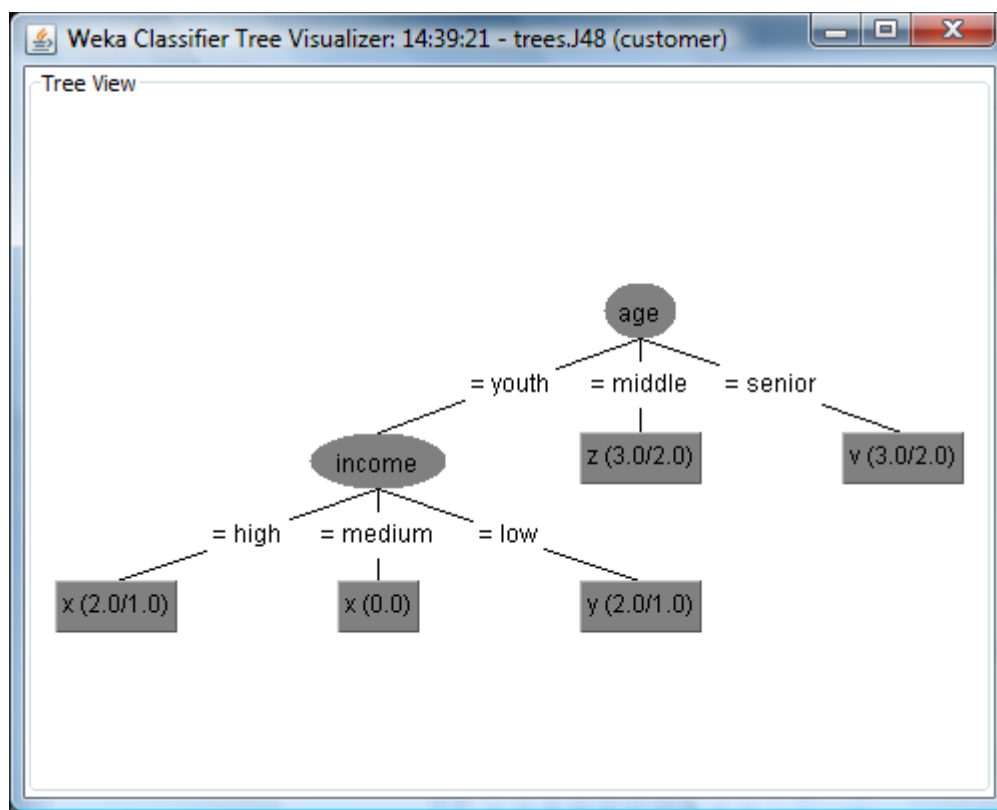 Weka Classifier Tree Visualizer: 14:39:21 - trees.J48 (customer)
Tree View
age
= youth = middle = senior
income z (3.0/2.0) v (3.0/2.0)
= high = medium = low
x (2.0/1.0) x (0.0) y (2.0/1.0)